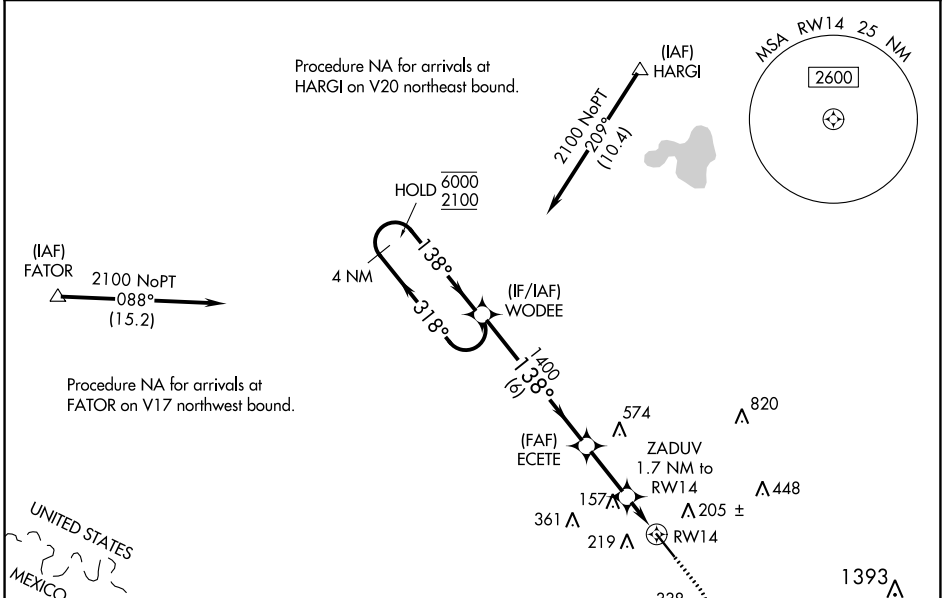 Procedure NA for arrivals at
HARGI on V20 northeast bound.
(IAF)
HARGI
2100 NoPT
209°
(10.4)
MSA RW14 25 NM
2600
HOLD 6000
2100
138°
4 NM
318°
(IAF)
FATOR
2100 NoPT
088°
(15.2)
(IF/IAF)
WODEE
1400
138°
(6)
Procedure NA for arrivals at
FATOR on V17 northwest bound.
(FAF)
ECETE
574
820
ZADUV
1.7 NM to
RW14
448
157
205 ±
361
219
RW14
UNITED STATES
MEXICO
1393